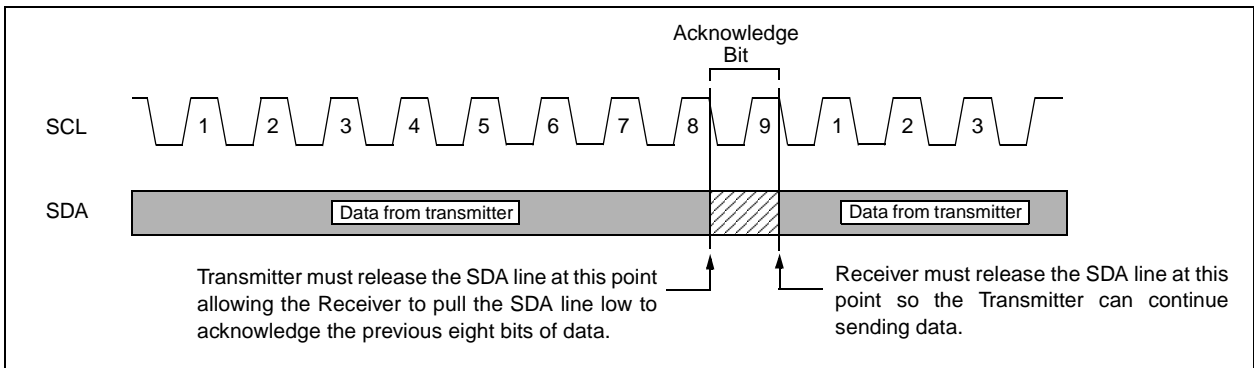 Acknowledge
Bit
SCL
1 2 3 4 5 6 7 8 9 1 2 3
SDA
Data from transmitter
Data from transmitter
Transmitter must release the SDA line at this point
allowing the Receiver to pull the SDA line low to
acknowledge the previous eight bits of data.
Receiver must release the SDA line at this
point so the Transmitter can continue
sending data.